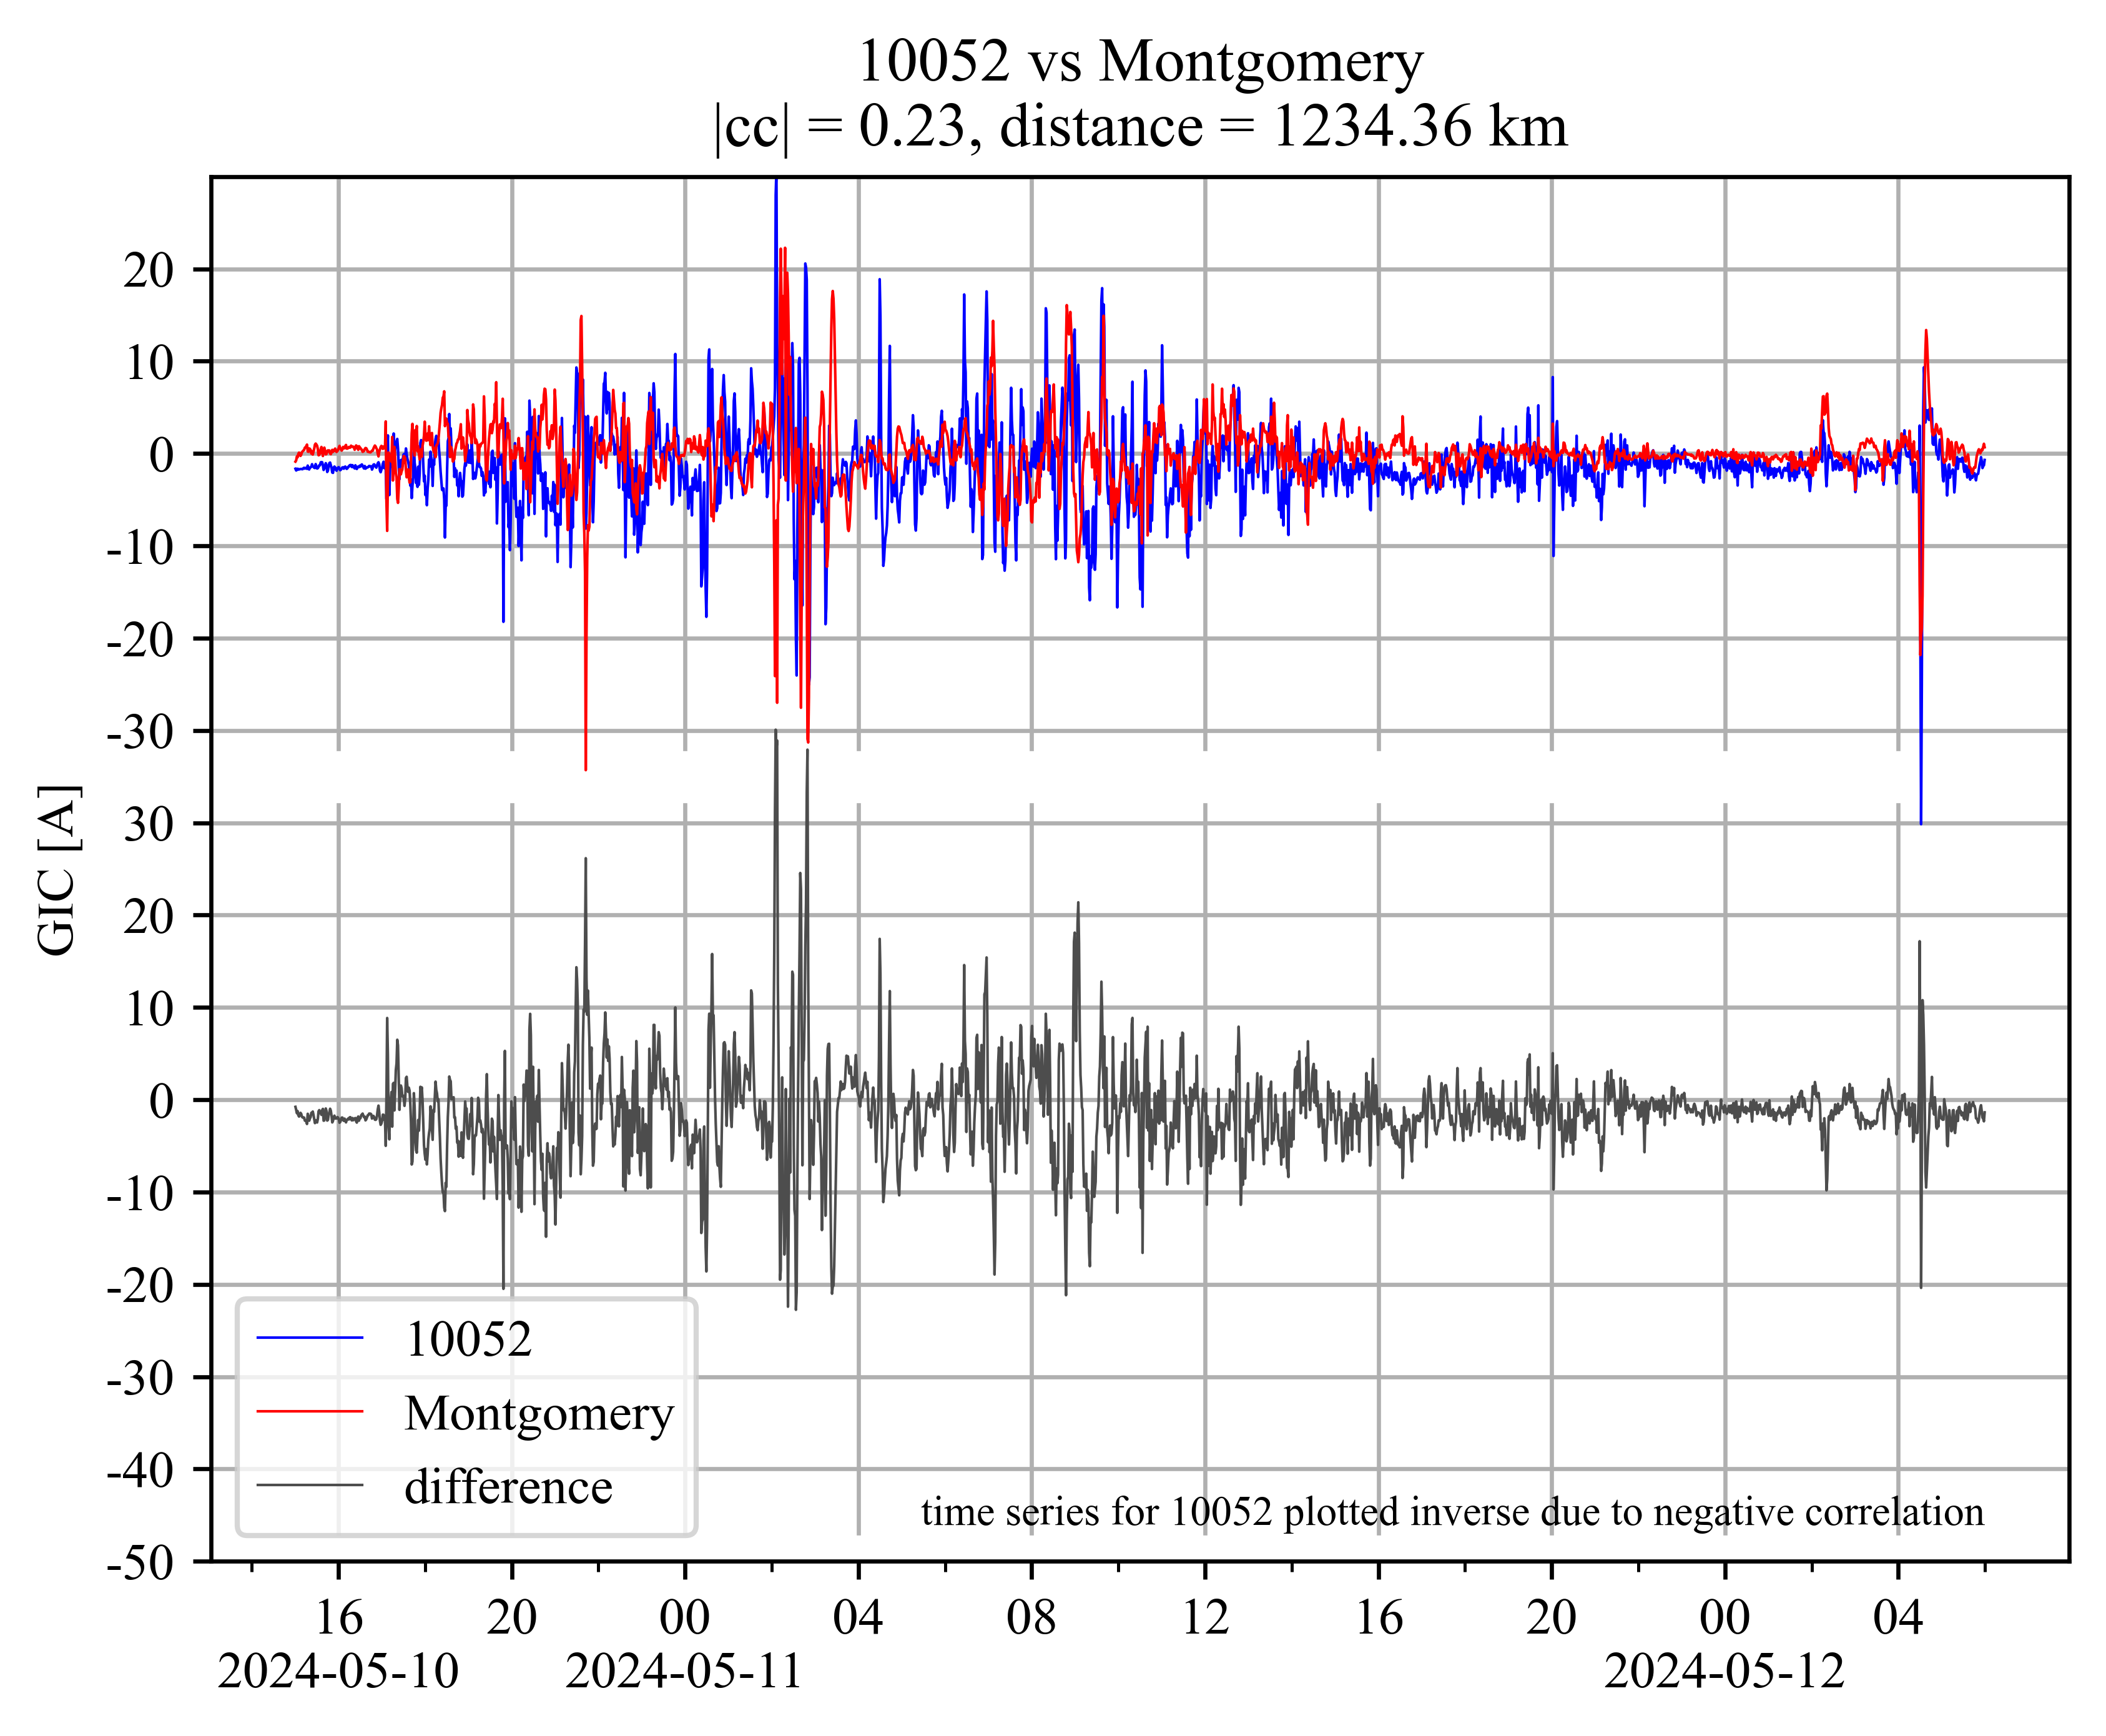 10052 vs Montgomery
|cc| = 0.23, distance = 1234.36 km
GIC [A]
20
10
0
-10
-20
-30
30
20
10
0
-10
-20
-30
-40
-50
10052
Montgomery
difference
time series for 10052 plotted inverse due to negative correlation
16 20 00 04 08 12 16 20 00 04
2024-05-10 2024-05-11 2024-05-12